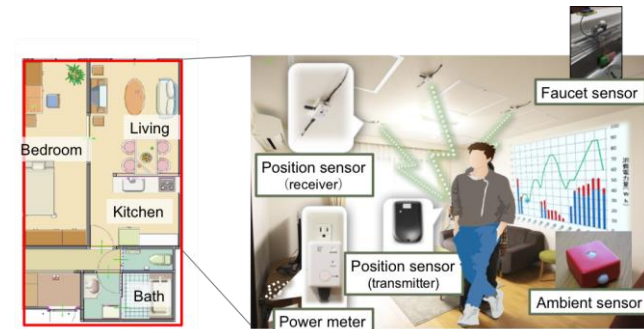 Living
Bedroom
Kitchen
Bath
Faucet sensor
Position sensor
(receiver)
Position sensor
(transmitter)
Ambient sensor
Power meter